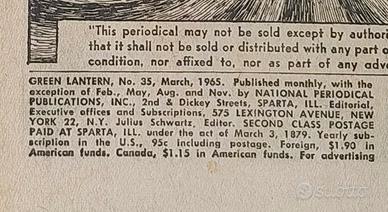 "This periodical may not be sold except by authori
that it shall not be sold or distributed with any part o
condition, nor affixed to, nor as part of any adve
GREEN LANTERN, No. 35, March, 1965. Published monthly, with the
exception of Feb., May, Aug. and Nov. by NATIONAL PERIODICAL
PUBLICATIONS, INC., 2nd & Dickey Streets, SPARTA, ILL. Editorial,
Executive offices and Subscriptions, 575 LEXINGTON AVENUE, NEW
YORK 22, N.Y. Julius Schwartz, Editor. SECOND CLASS POSTAGE
PAID AT SPARTA, ILL. under the act of March 3, 1879. Yearly sub-
scription in the U.S., 95c including postage. Foreign, $1.90 in
American funds. Canada, $1.15 in American funds. For advertising
subito